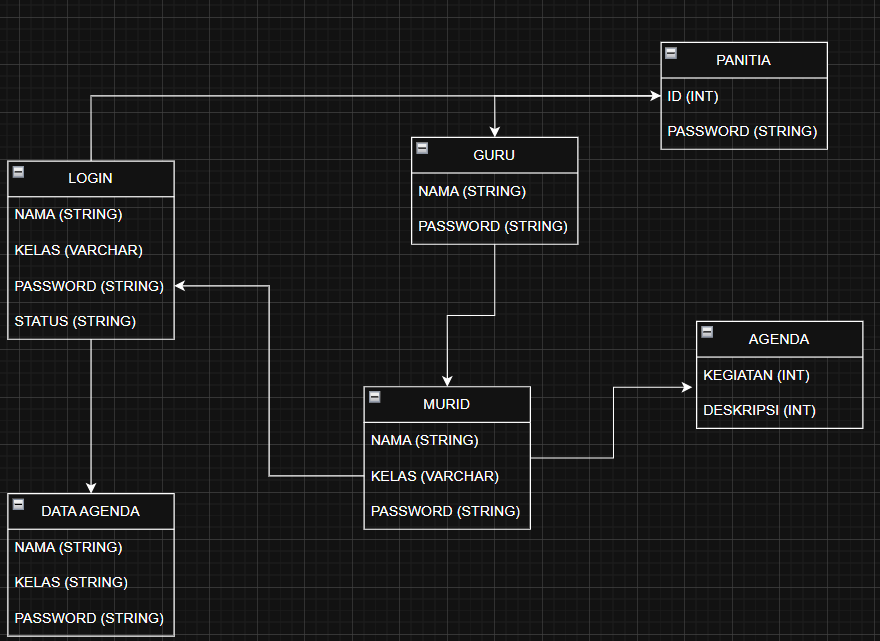 PANITIA
ID (INT)
PASSWORD (STRING)
GURU
NAMA (STRING)
PASSWORD (STRING)
LOGIN
NAMA (STRING)
KELAS (VARCHAR)
PASSWORD (STRING)
STATUS (STRING)
AGENDA
KEGIATAN (INT)
DESKRIPSI (INT)
MURID
NAMA (STRING)
KELAS (VARCHAR)
PASSWORD (STRING)
DATA AGENDA
NAMA (STRING)
KELAS (STRING)
PASSWORD (STRING)